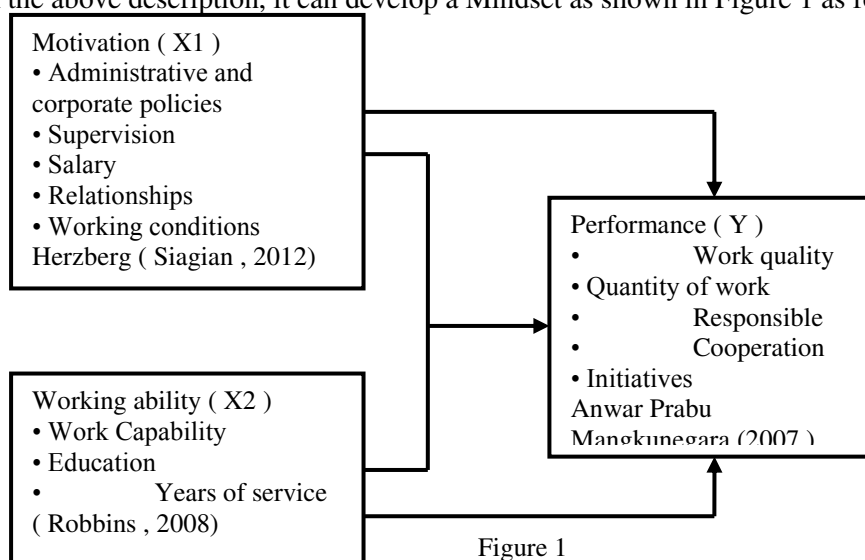 the above description, it can develop a Mindset as shown in Figure 1 as
Motivation ( X1 )
• Administrative and
corporate policies
• Supervision
• Salary
• Relationships
• Working conditions
Herzberg ( Siagian , 2012)
Performance ( Y )
• Work quality
• Quantity of work
• Responsible
• Cooperation
• Initiatives
Anwar Prabu
Mangkunegara (2007 )
Working ability ( X2 )
• Work Capability
• Education
• Years of service
( Robbins , 2008)
Figure 1